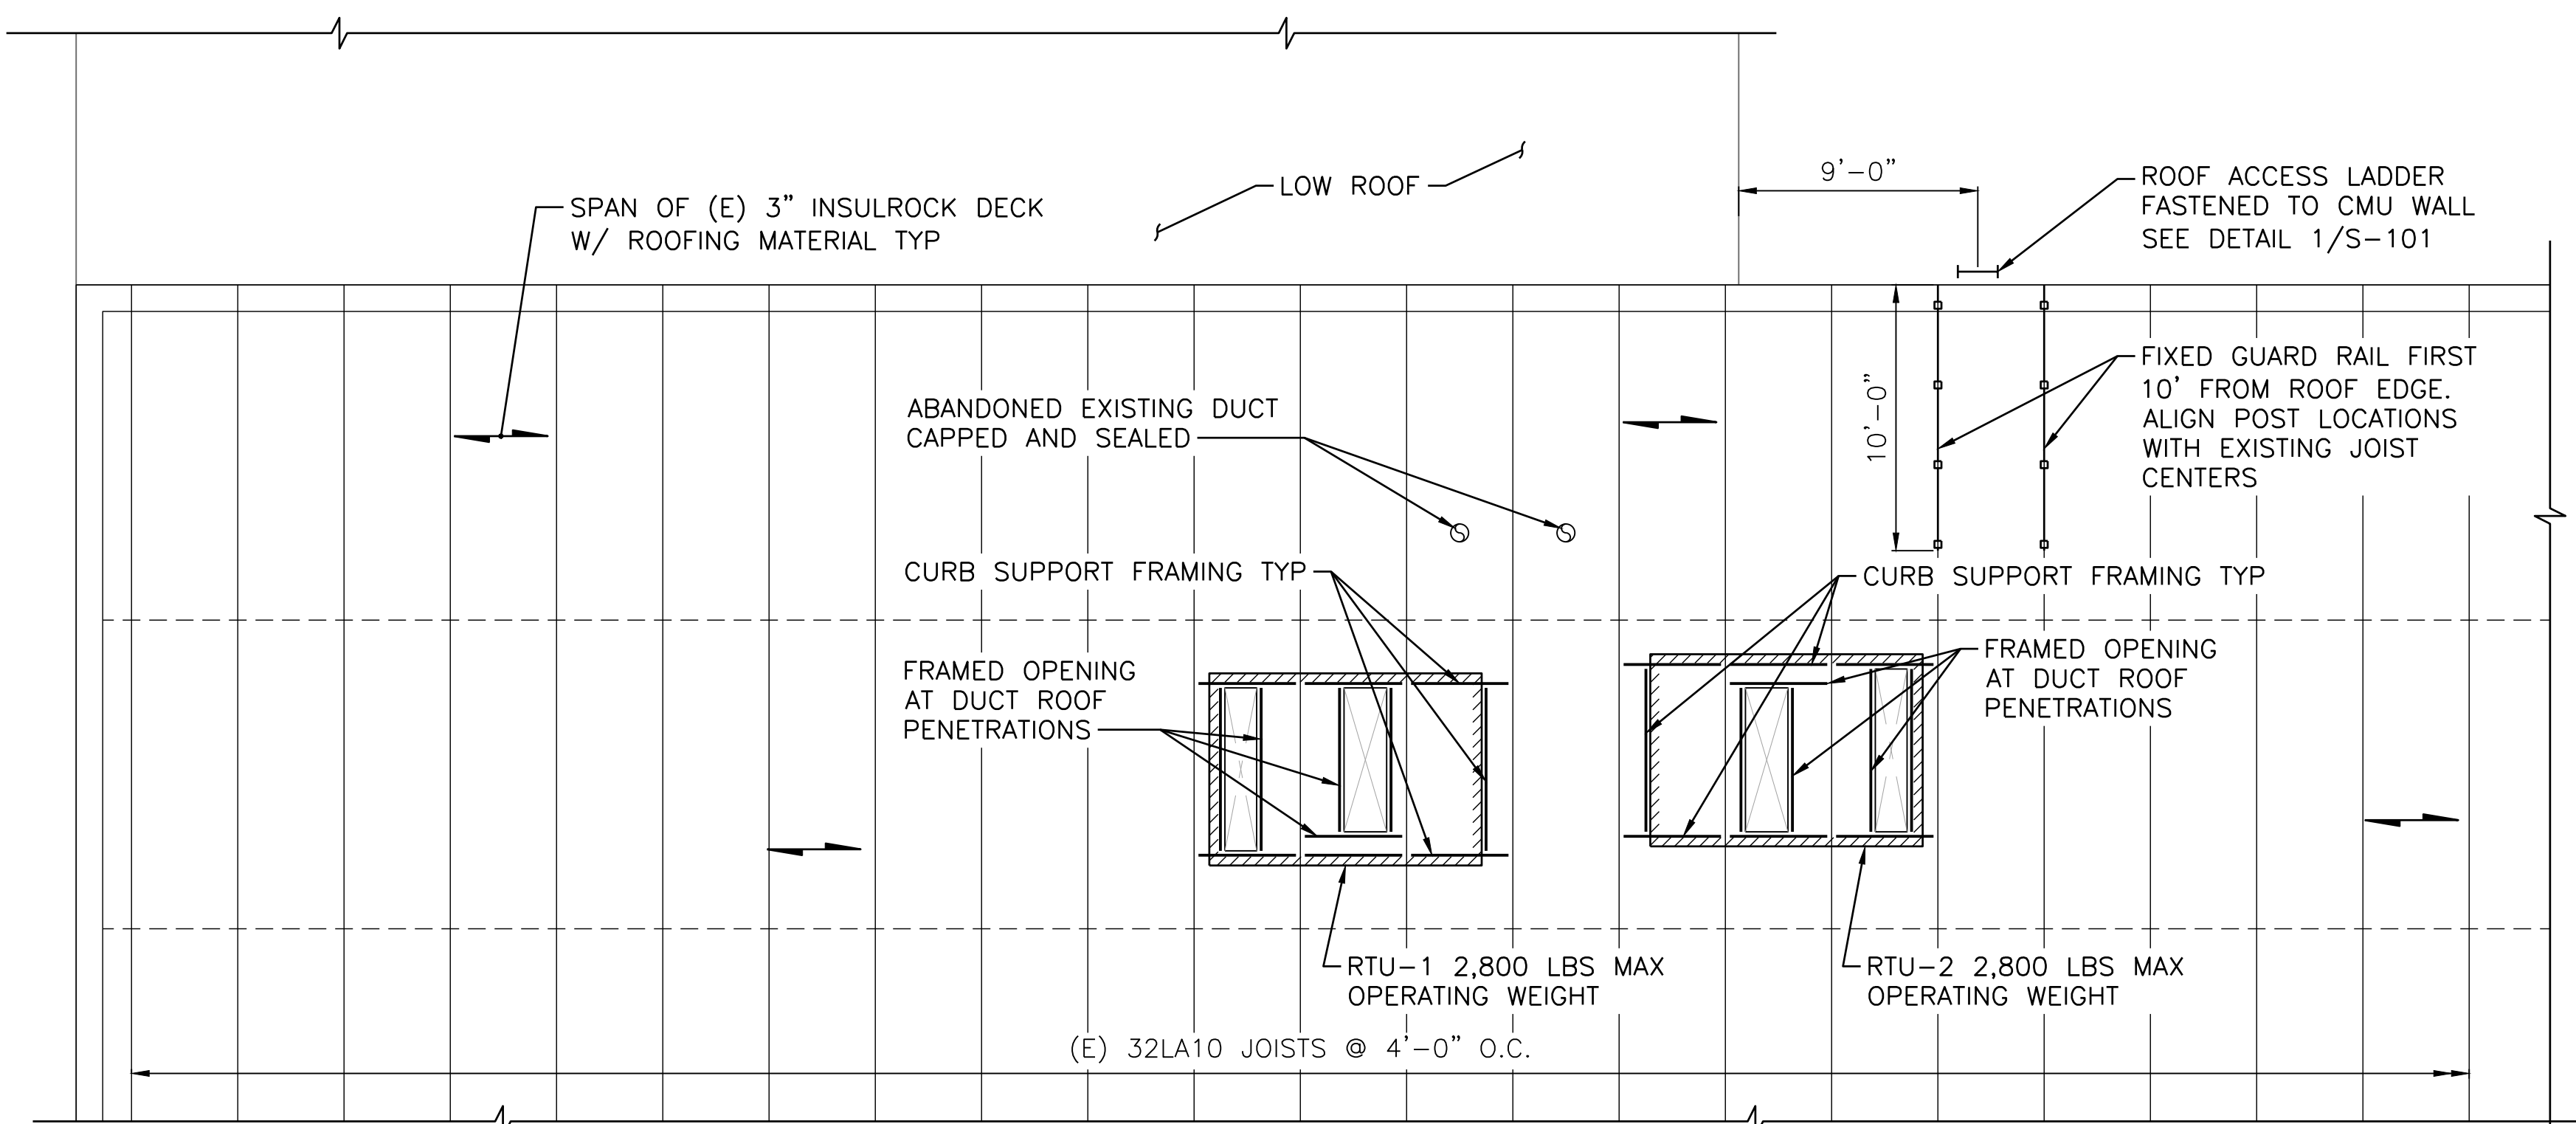 LOW ROOF
9'-0"
ROOF ACCESS LADDER
FASTENED TO CMU WALL
SEE DETAIL 1/S-101
SPAN OF (E) 3" INSULROCK DECK
W/ ROOFING MATERIAL TYP
FIXED GUARD RAIL FIRST
10' FROM ROOF EDGE.
ALIGN POST LOCATIONS
WITH EXISTING JOIST
CENTERS
10'-0"
ABANDONED EXISTING DUCT
CAPPED AND SEALED
CURB SUPPORT FRAMING TYP
CURB SUPPORT FRAMING TYP
FRAMED OPENING
AT DUCT ROOF
PENETRATIONS
FRAMED OPENING
AT DUCT ROOF
PENETRATIONS
RTU-1 2,800 LBS MAX
OPERATING WEIGHT
RTU-2 2,800 LBS MAX
OPERATING WEIGHT
(E) 32LA10 JOISTS @ 4'-0" O.C.